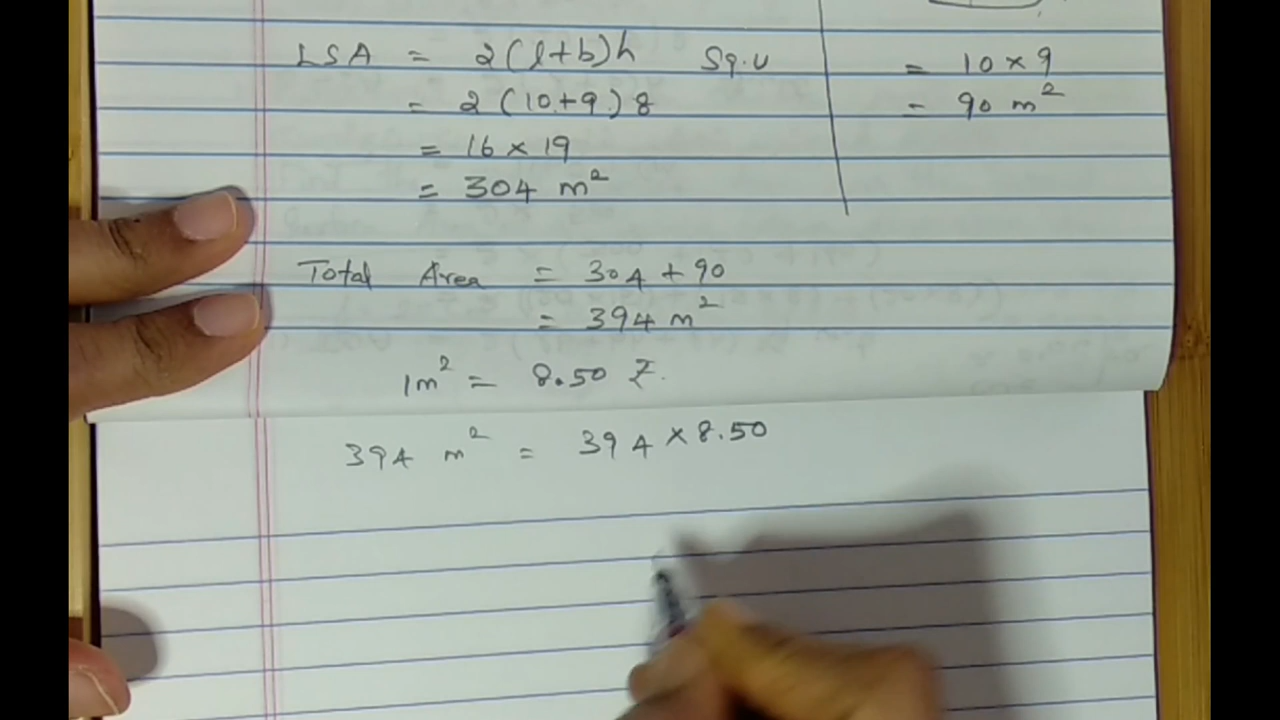 LSA = 2(l+b)h Sq.u
= 2(10+9)8
= 16 × 19
= 304 m²
= 10 × 9
= 90 m²
Total Area = 304 + 90
= 394 m²
1m² = 8.50 ₹.
394 m² = 394 × 8.50